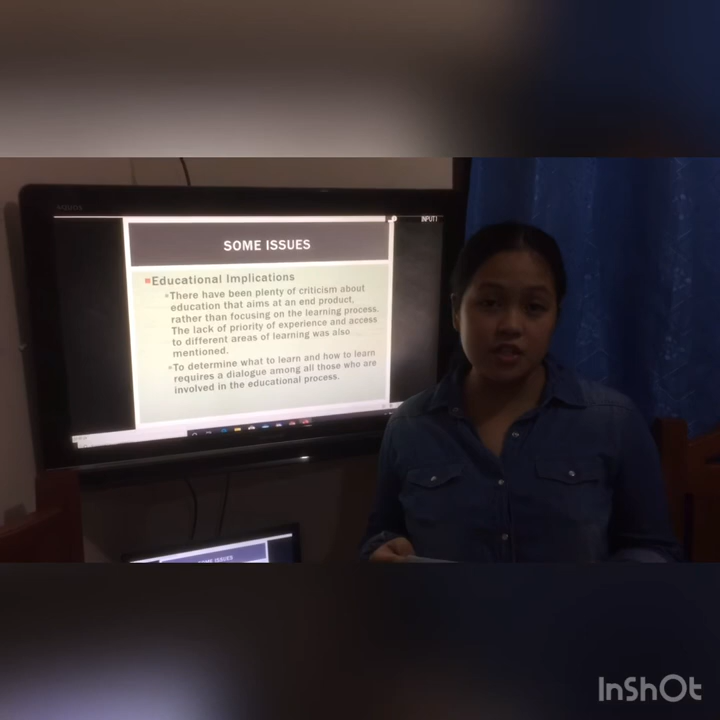 INPUT1
SOME ISSUES
Educational Implications
There have been plenty of criticism about
education that aims at an end product,
rather than focusing on the learning process.
The lack of priority of experience and access
to different areas of learning was also
mentioned.
To determine what to learn and how to learn
requires a dialogue among all those who are
involved in the educational process.
SOME ISSUES
InShOt